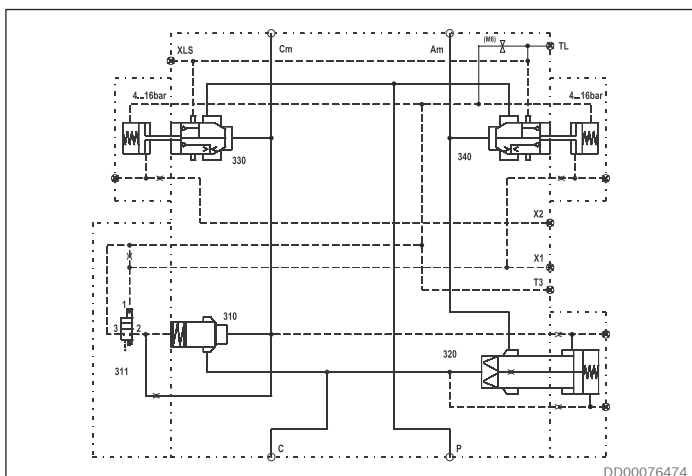 (M6)
TL
XLS
Cm
Am
4...16bar
4...16bar
330
340
X2
X1
T3
1
310
3
2
320
311
C
P
DD00076474